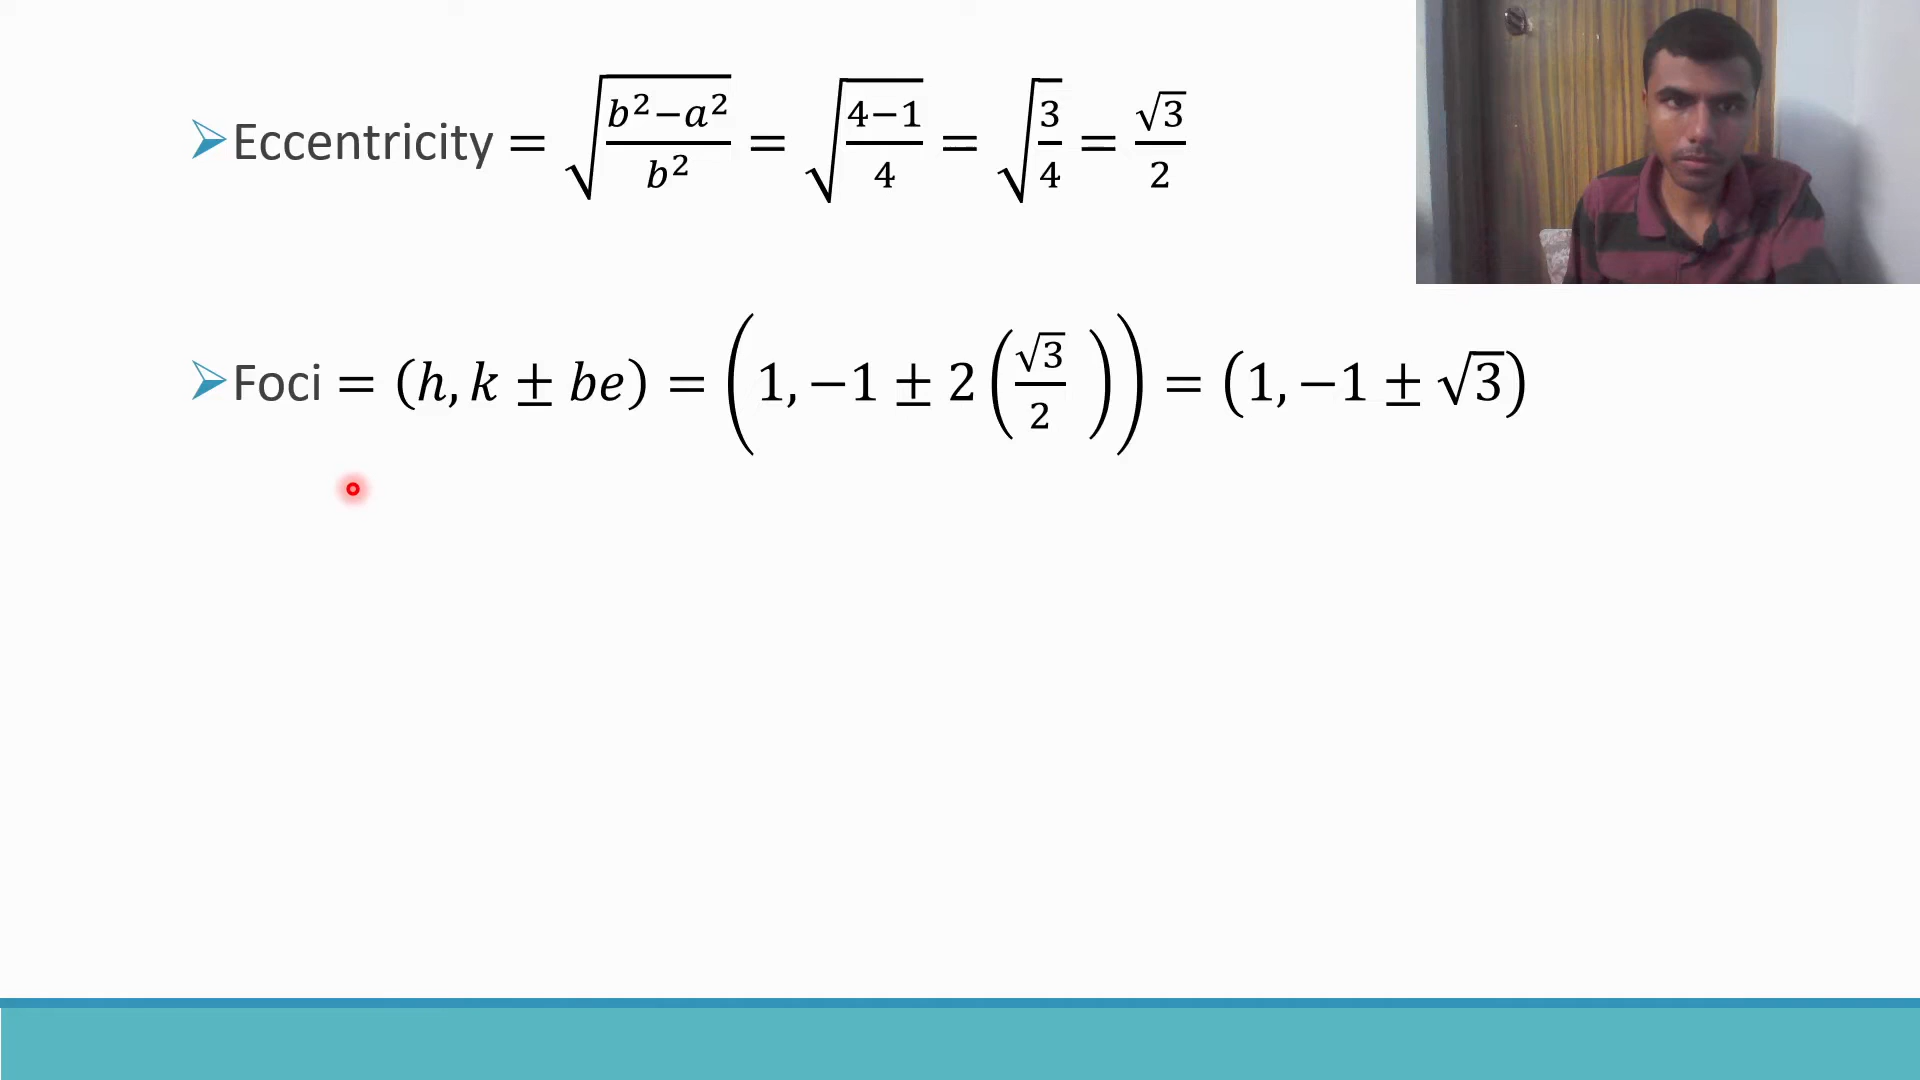 ➢Eccentricity = √((b²−a²)/b²) = √((4−1)/4) = √(3/4) = √3/2
➢Foci = (h, k ± be) = (1, −1 ± 2(√3/2)) = (1, −1 ± √3)